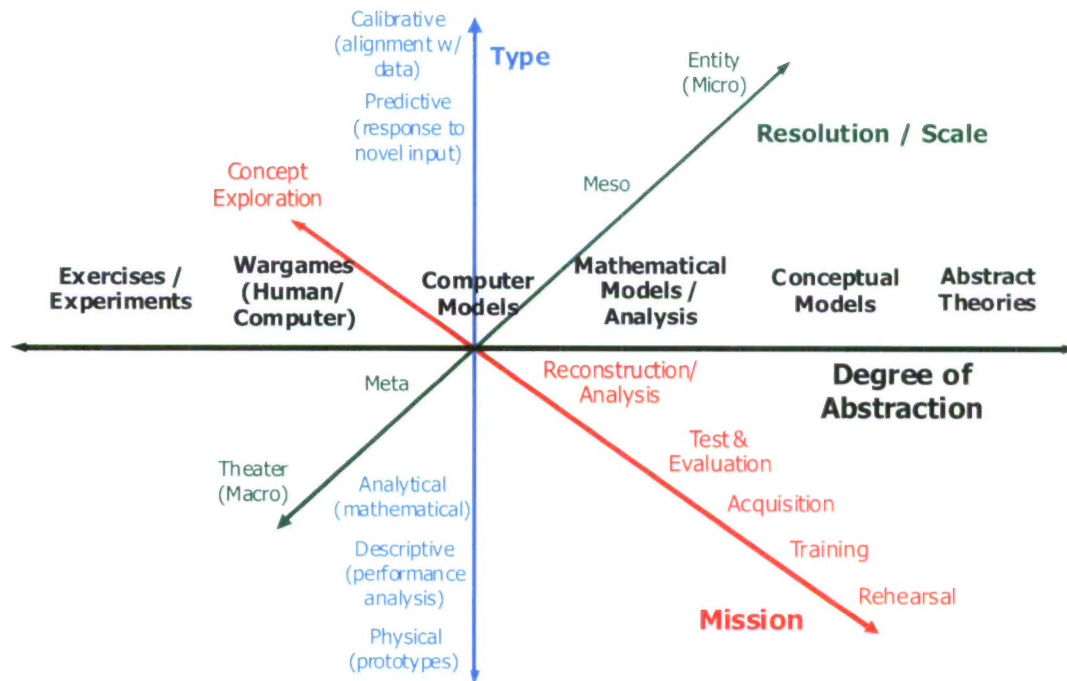 Calibrative
(alignment w/
data)
Type
Predictive
(response to
novel input)
Entity
(Micro)
Resolution / Scale
Meso
Concept
Exploration
Exercises /
Experiments
Wargames
(Human/
Computer)
Computer
Models
Mathematical
Models /
Analysis
Conceptual
Models
Abstract
Theories
Degree of
Abstraction
Meta
Theater
(Macro)
Reconstruction/
Analysis
Test &
Evaluation
Acquisition
Training
Rehearsal
Mission
Analytical
(mathematical)
Descriptive
(performance
analysis)
Physical
(prototypes)